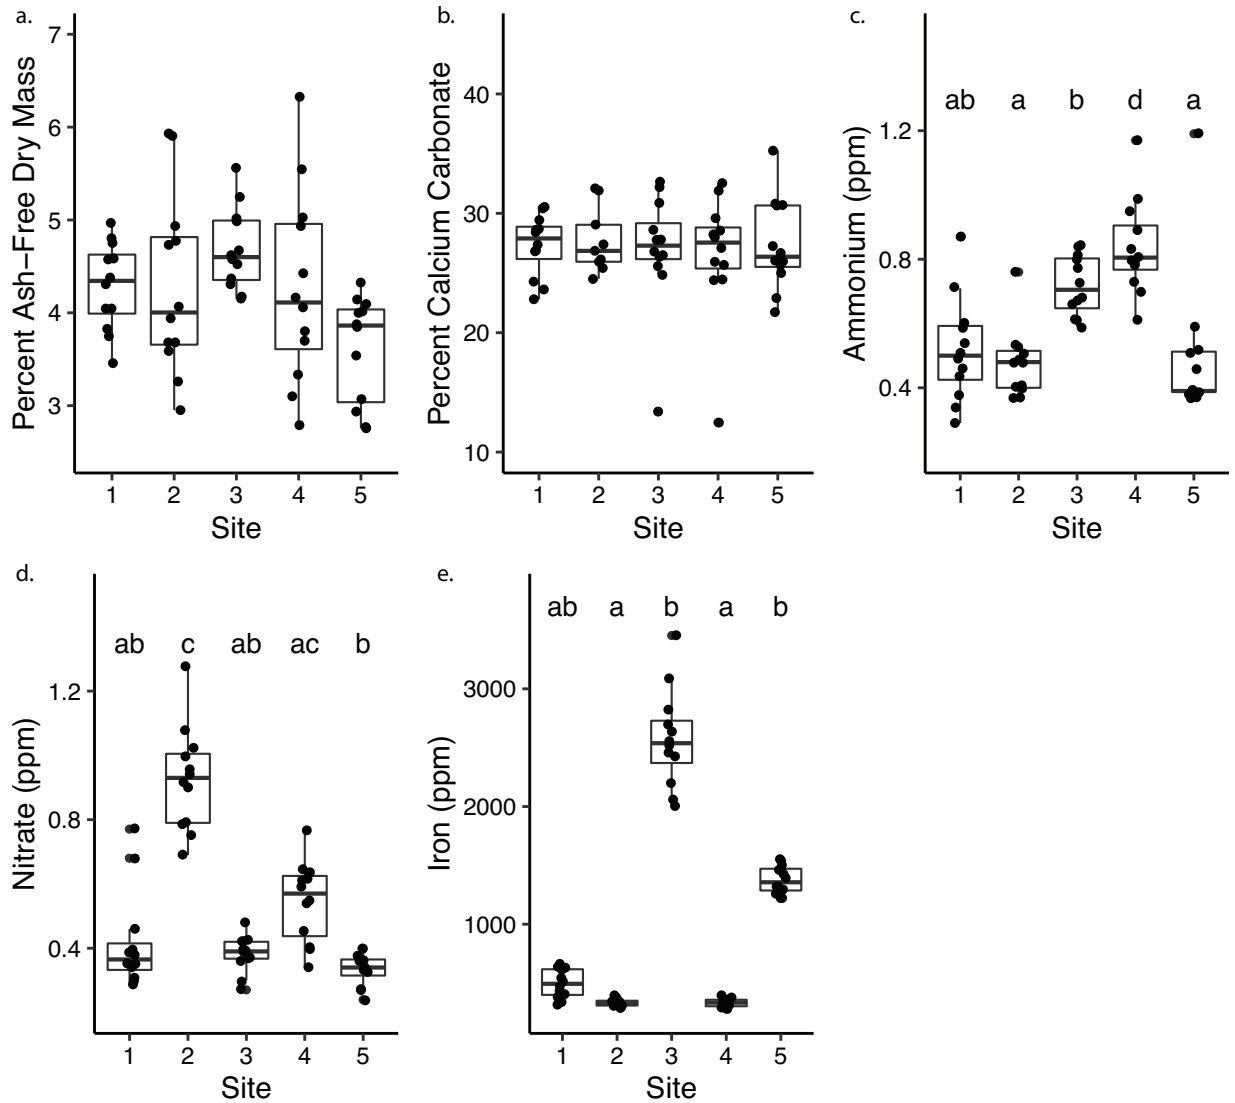 a.
Percent Ash−Free Dry Mass
7
6
5
4
3
1 2 3 4 5
Site
b.
Percent Calcium Carbonate
40
30
20
10
1 2 3 4 5
Site
c.
Ammonium (ppm)
ab a b d a
1.2
0.8
0.4
1 2 3 4 5
Site
d.
Nitrate (ppm)
ab c ab ac b
1.2
0.8
0.4
1 2 3 4 5
Site
e.
Iron (ppm)
ab a b a b
3000
2000
1000
1 2 3 4 5
Site